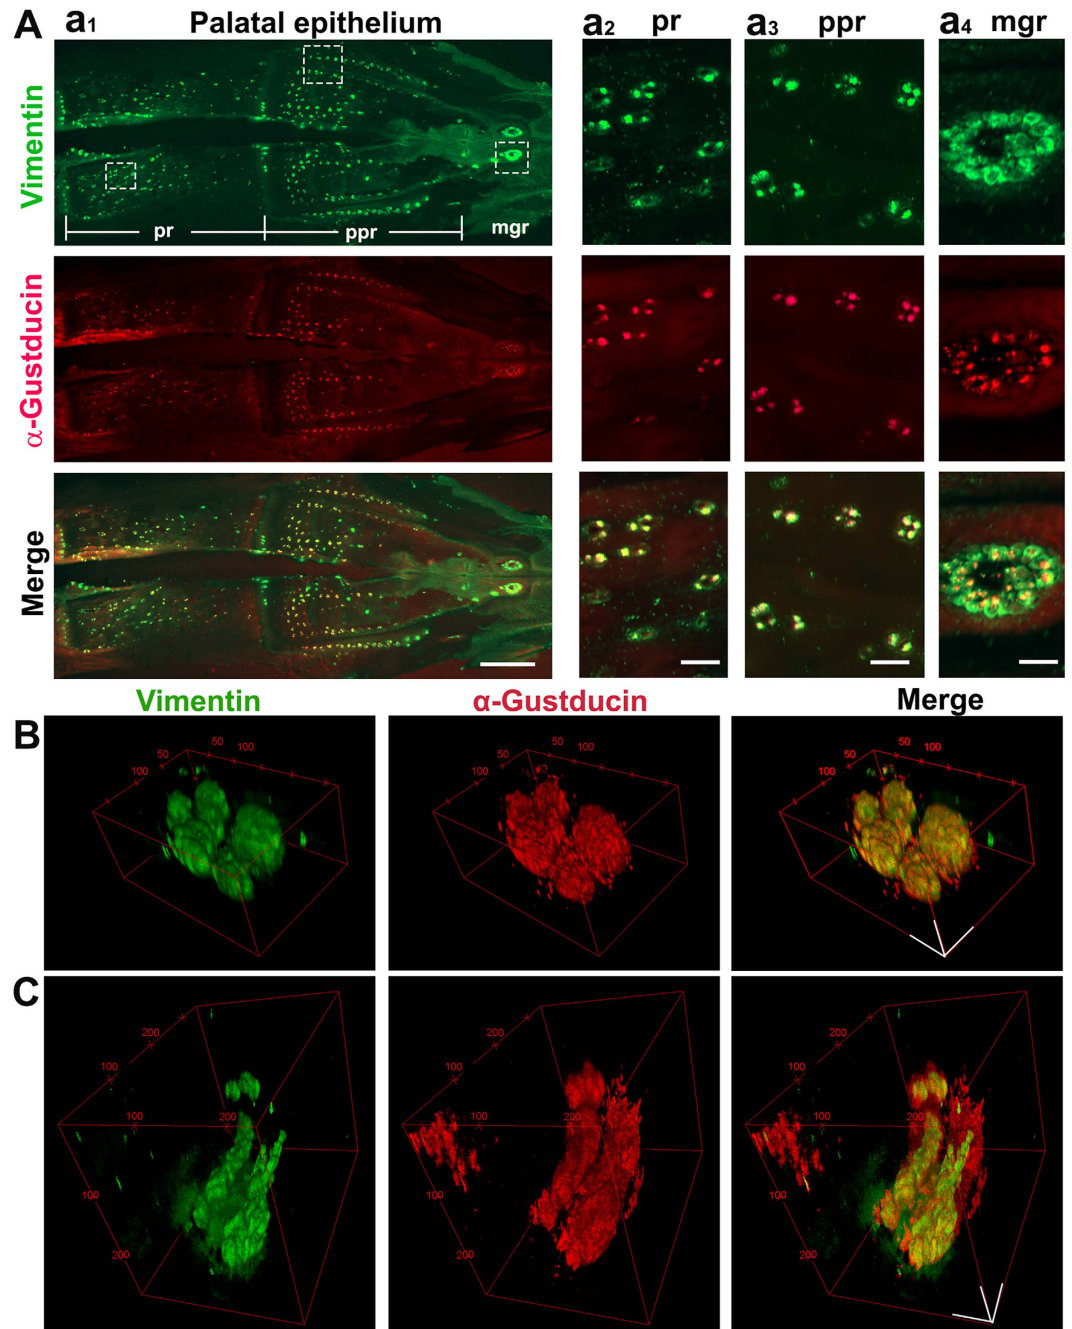 A a1 Palatal epithelium a2 pr a3 ppr a4 mgr
Vimentin
pr ppr mgr
α-Gustducin
Merge
Vimentin α-Gustducin Merge
B
50 50 100 100
50 50 100 100
50 50 100 100
C
200 100 100 200 100 200
200 100 100 200 100 200
200 100 100 200 100 200